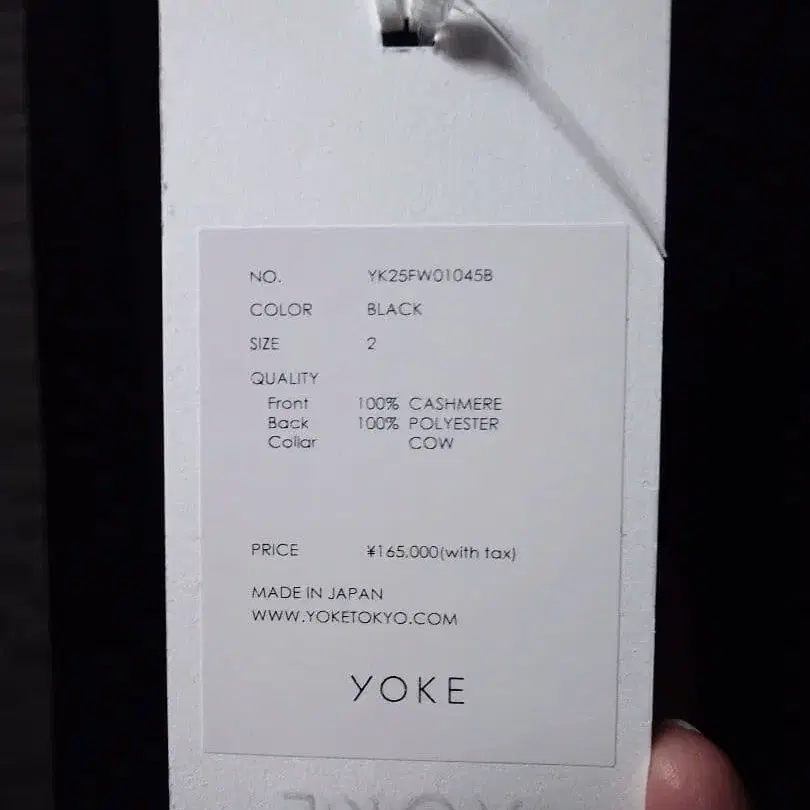 NO. YK25FW01045B
COLOR BLACK
SIZE 2
QUALITY
Front 100% CASHMERE
Back 100% POLYESTER
Collar COW
PRICE ¥165.000(with tax)
MADE IN JAPAN
WWW.YOKETOKYO.COM
YOKE